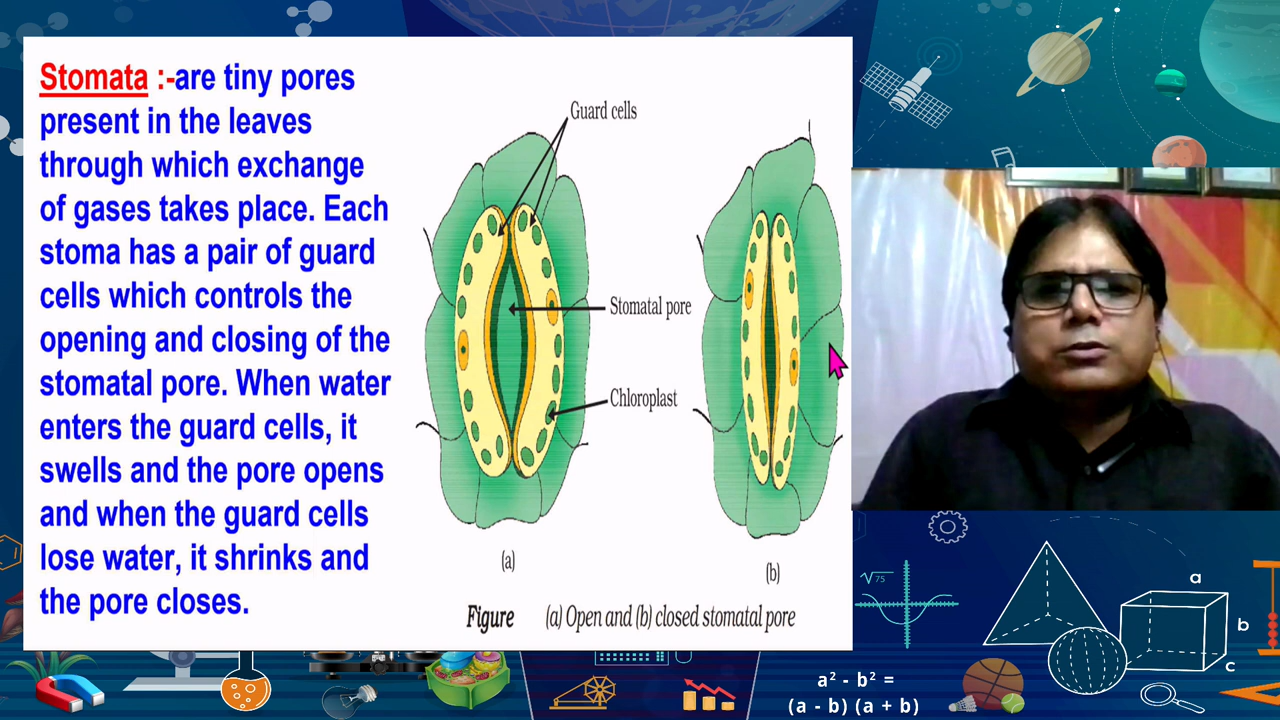 Stomata :-are tiny pores
present in the leaves
through which exchange
of gases takes place. Each
stoma has a pair of guard
cells which controls the
opening and closing of the
stomatal pore. When water
enters the guard cells, it
swells and the pore opens
and when the guard cells
lose water, it shrinks and
the pore closes.
Guard cells
Stomatal pore
Chloroplast
(a)
(b)
Figure (a) Open and (b) closed stomatal pore
√75
a
b
c
a² - b² =
(a - b) (a + b)